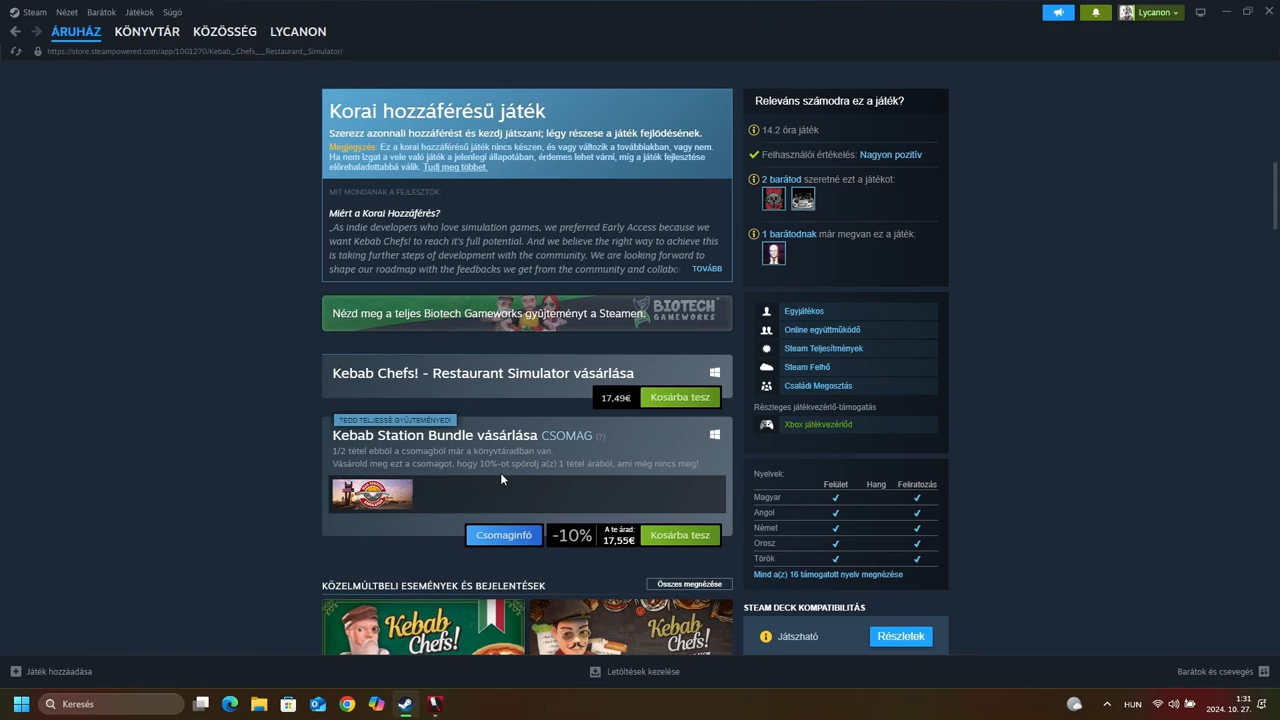 Steam Nézet Barátok Játékok Súgó
Lycanon
ÁRUHÁZ KÖNYVTÁR KÖZÖSSÉG LYCANON
https://store.steampowered.com/app/1001270/Kebab_Chefs__Restaurant_Simulator/
Korai hozzáférésű játék
Szerezz azonnali hozzáférést és kezdj játszani; légy részese a játék fejlődésének.
Megjegyzés: Ez a korai hozzáférésű játék nincs készen, és vagy változik a továbbiakban, vagy nem.
Ha nem izgat a vele való játék a jelenlegi állapotában, érdemes lehet várni, míg a játék fejlesztése
előrehaladottabbá válik. Tudj meg többet.
MIT MONDANAK A FEJLESZTŐK:
Miért a Korai Hozzáférés?
„As indie developers who love simulation games, we preferred Early Access because we
want Kebab Chefs! to reach it's full potential. And we believe the right way to achieve this
is taking further steps of development with the community. We are looking forward to
shape our roadmap with the feedbacks we get from the community and collabo
TOVÁBB
Nézd meg a teljes Biotech Gameworks gyűjteményt a Steamen.
BIOTECH
GAMEWORKS
Kebab Chefs! - Restaurant Simulator vásárlása
17,49€ Kosárba tesz
TEDD TELJESSÉ GYŰJTEMÉNYED!
Kebab Station Bundle vásárlása CSOMAG (?)
1/2 tétel ebből a csomagból már a könyvtáradban van.
Vásárold meg ezt a csomagot, hogy 10%-ot spórolj a(z) 1 tétel árából, ami még nincs meg!
Csomaginfó -10% A te árad: 17,55€ Kosárba tesz
KÖZELMÚLTBELI ESEMÉNYEK ÉS BEJELENTÉSEK Összes megnézése
Kebab
Chefs!
Kebab
Chefs!
Releváns számodra ez a játék?
14.2 óra játék
Felhasználói értékelés: Nagyon pozitív
2 barátod szeretné ezt a játékot:
1 barátodnak már megvan ez a játék:
Egyjátékos
Online együttműködő
Steam Teljesítmények
Steam Felhő
Családi Megosztás
Részleges játékvezérlő-támogatás
Xbox játékvezérlőd
Nyelvek:
Felület Hang Feliratozás
Magyar
Angol
Német
Orosz
Török
Mind a(z) 16 támogatott nyelv megnézése
STEAM DECK KOMPATIBILITÁS
Játszható Részletek
Játék hozzáadása
Letöltések kezelése
Barátok és csevegés
Keresés
HUN
1:31
2024. 10. 27.